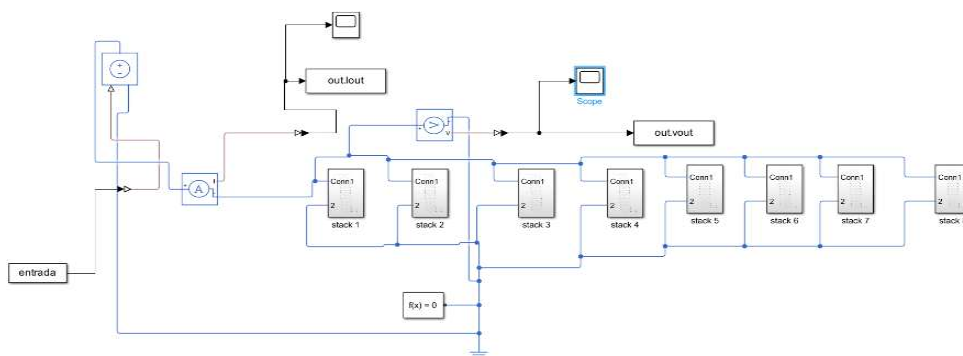 out.Iout
Scope
out.vout
A
I
V
Conn1
2
stack 1
Conn1
2
stack 2
Conn1
2
stack 3
Conn1
2
stack 4
Conn1
2
stack 5
Conn1
2
stack 6
Conn1
2
stack 7
Conn1
2
stack
entrada
f(x) = 0